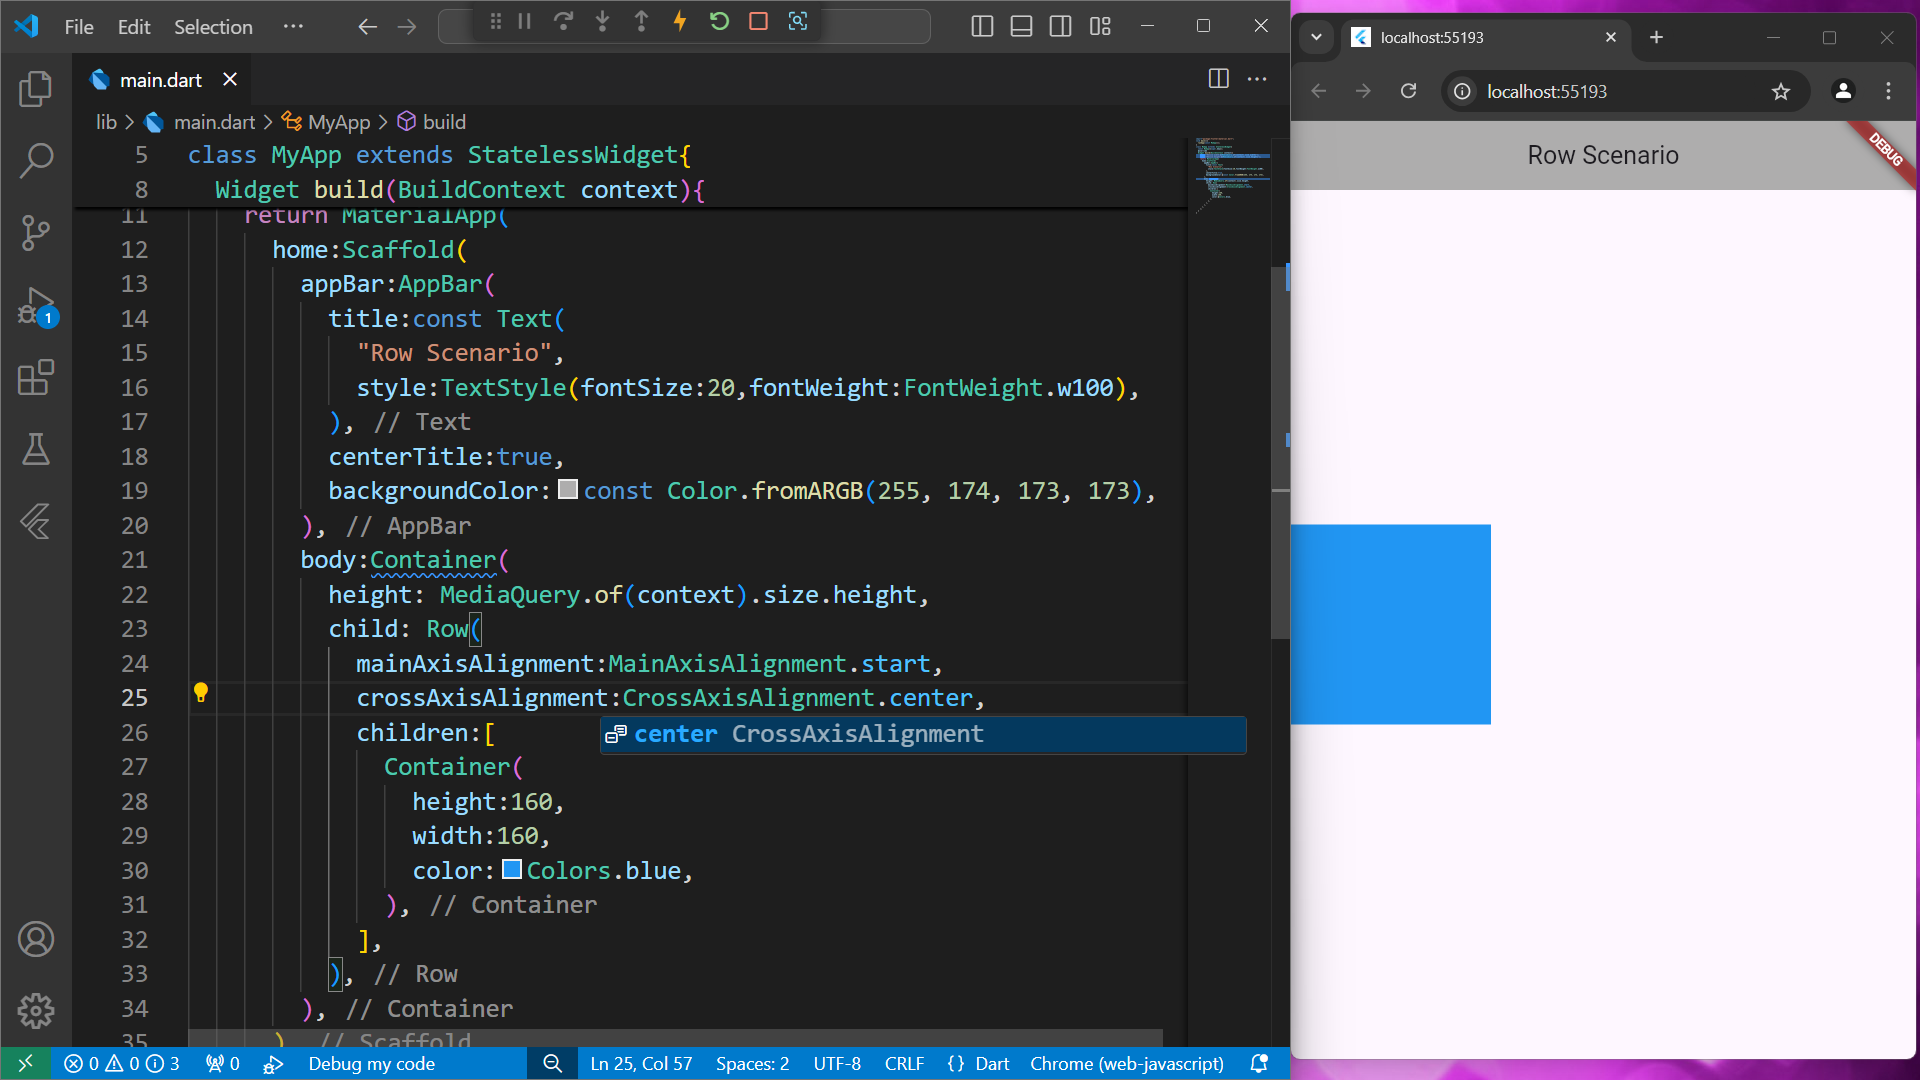 File Edit Selection ···
main.dart
lib > main.dart > MyApp > build
5 class MyApp extends StatelessWidget{
8 Widget build(BuildContext context){
11 return MaterialApp(
12 home:Scaffold(
13 appBar:AppBar(
14 title:const Text(
15 "Row Scenario",
16 style:TextStyle(fontSize:20,fontWeight:FontWeight.w100),
17 ), // Text
18 centerTitle:true,
19 backgroundColor:const Color.fromARGB(255, 174, 173, 173),
20 ), // AppBar
21 body:Container(
22 height: MediaQuery.of(context).size.height,
23 child: Row(
24 mainAxisAlignment:MainAxisAlignment.start,
25 crossAxisAlignment:CrossAxisAlignment.center,
26 children:[
center CrossAxisAlignment
27 Container(
28 height:160,
29 width:160,
30 color:Colors.blue,
31 ), // Container
32 ],
33 ), // Row
34 ), // Container
35 ) // Scaffold
1
0 0 3 0 Debug my code Ln 25, Col 57 Spaces: 2 UTF-8 CRLF {} Dart Chrome (web-javascript)
localhost:55193
localhost:55193
Row Scenario
DEBUG